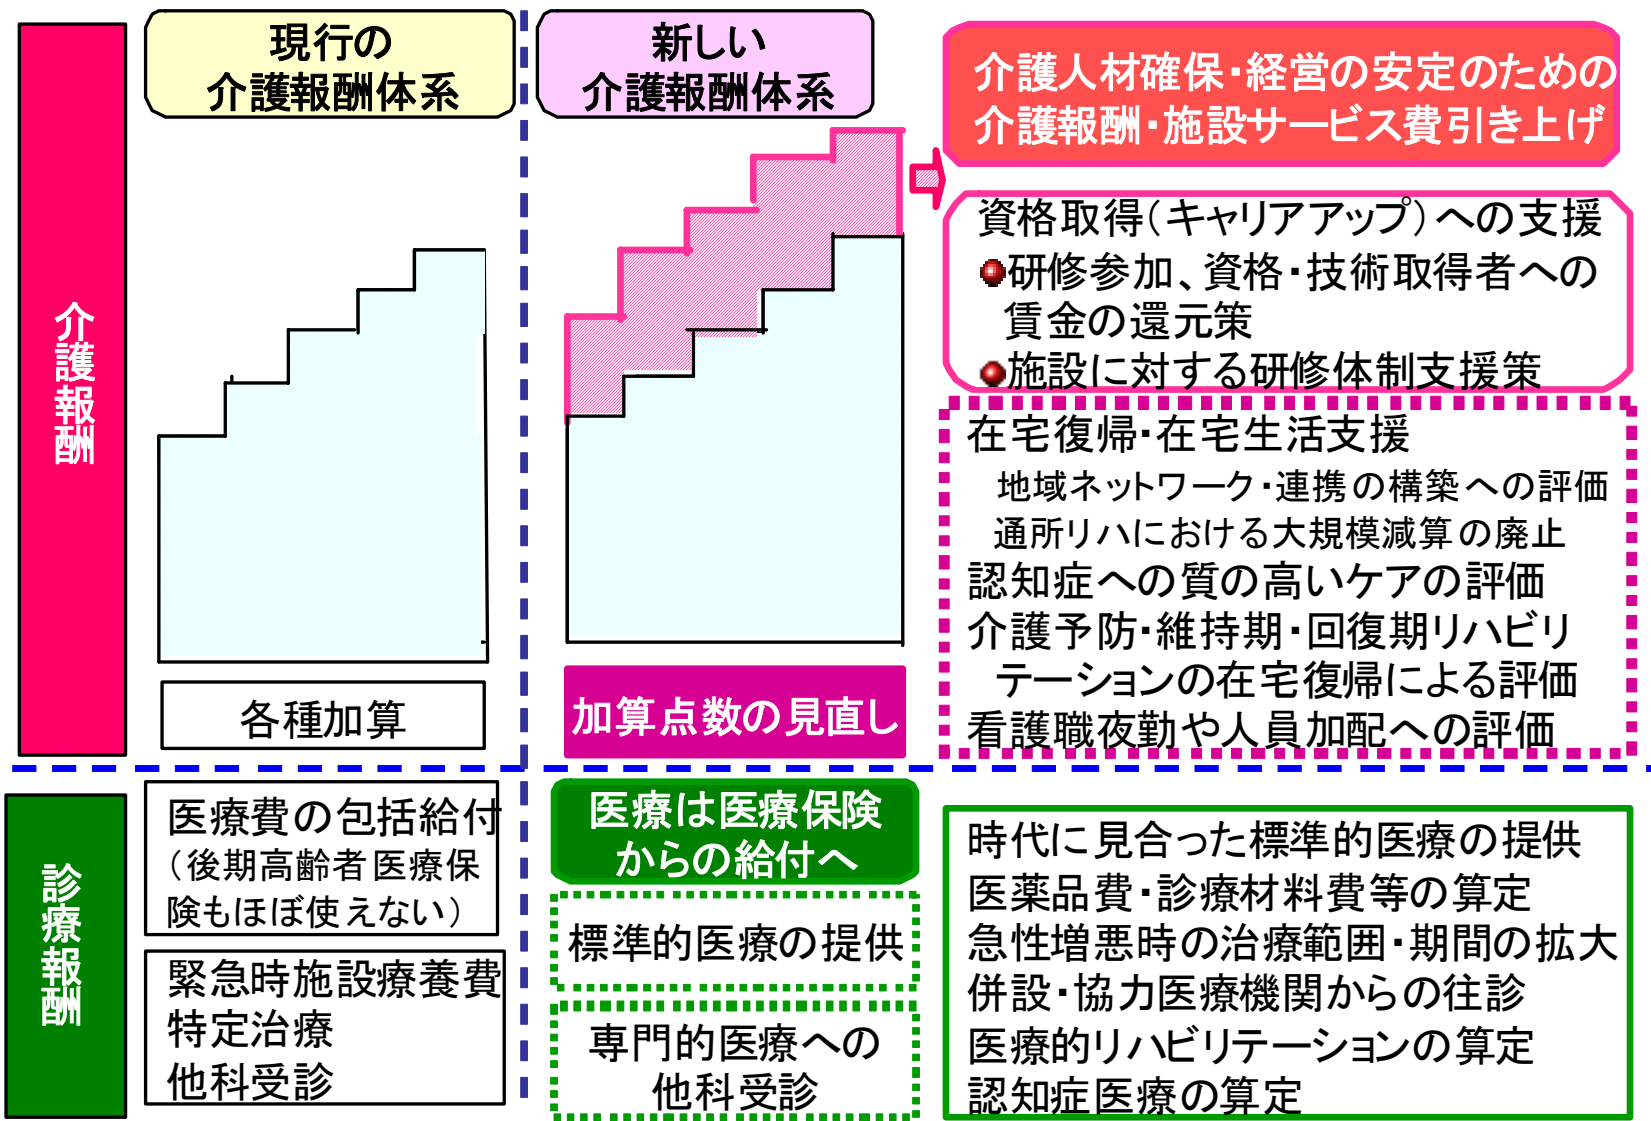 現行の
介護報酬体系
新しい
介護報酬体系
介護人材確保・経営の安定のための
介護報酬・施設サービス費引き上げ
資格取得(キャリアアップ)への支援
研修参加、資格・技術取得者への
賃金の還元策
施設に対する研修体制支援策
介護報酬
在宅復帰・在宅生活支援
地域ネットワーク・連携の構築への評価
通所リハにおける大規模減算の廃止
認知症への質の高いケアの評価
介護予防・維持期・回復期リハビリ
テーションの在宅復帰による評価
看護職夜勤や人員加配への評価
各種加算
加算点数の見直し
診療報酬
医療費の包括給付
(後期高齢者医療保
険もほぼ使えない)
緊急時施設療養費
特定治療
他科受診
医療は医療保険
からの給付へ
標準的医療の提供
専門的医療への
他科受診
時代に見合った標準的医療の提供
医薬品費・診療材料費等の算定
急性増悪時の治療範囲・期間の拡大
併設・協力医療機関からの往診
医療的リハビリテーションの算定
認知症医療の算定